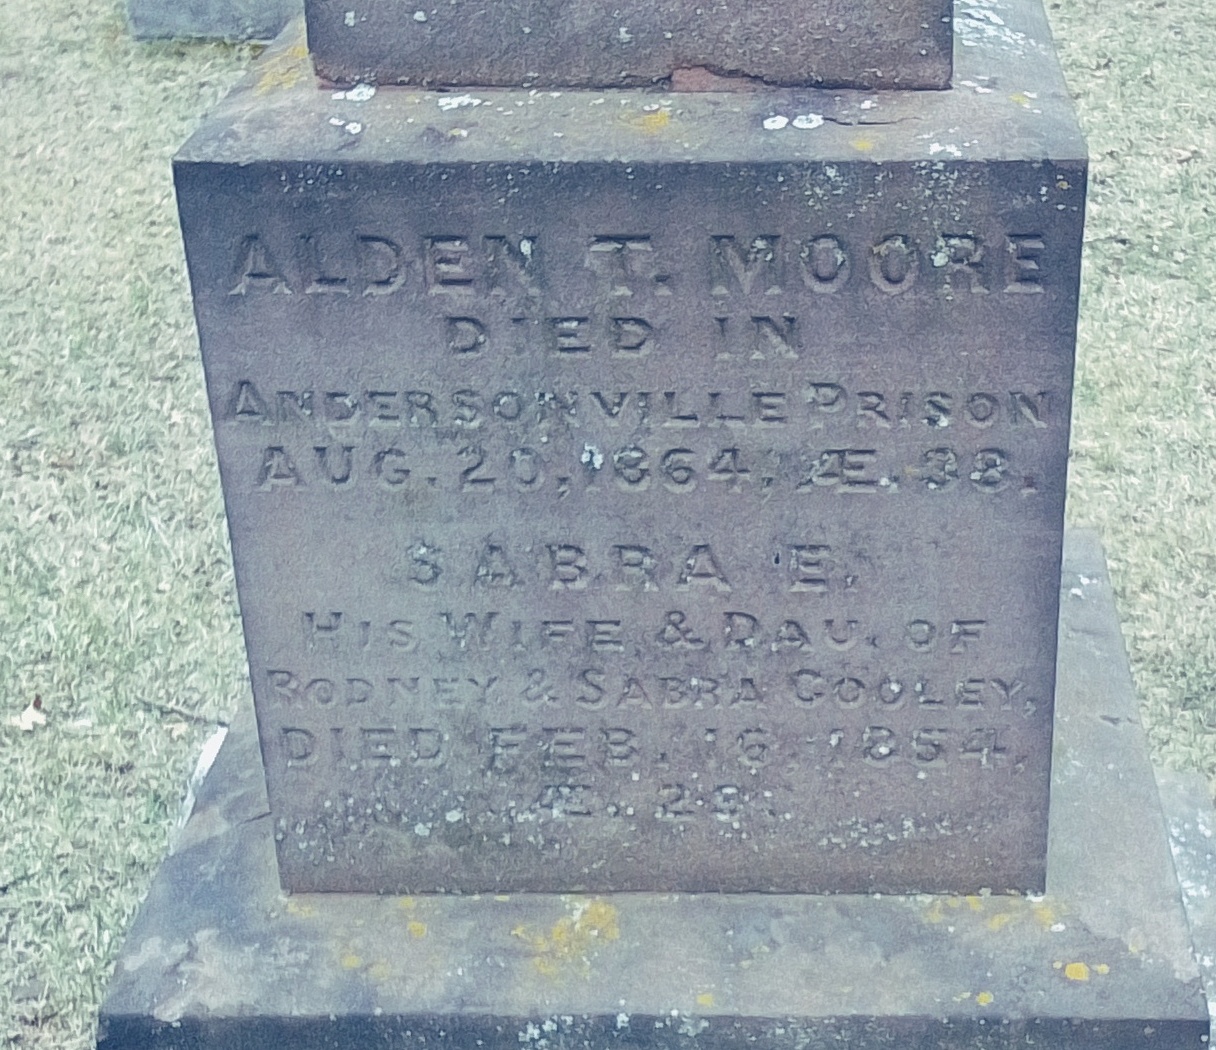 ALDEN T. MOORE
DIED IN
ANDERSONVILLE PRISON
AUG. 20, 1864, Æ. 38.
SABRA E.
HIS WIFE, & DAU. OF
RODNEY & SABRA COOLEY,
DIED FEB. 16, 1854,
Æ.